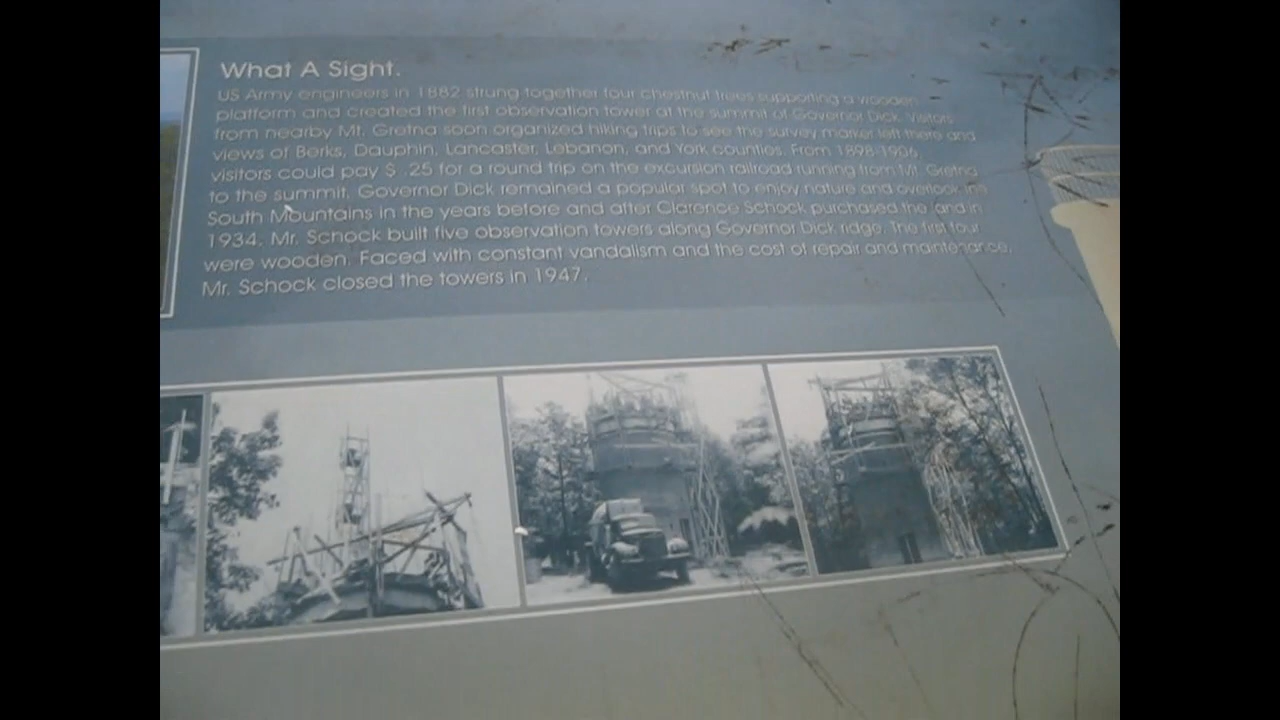 What A Sight.
US Army engineers in 1882 strung together four chestnut trees supporting a wooden
platform and created the first observation tower at the summit of Governor Dick. Visitors
from nearby Mt. Gretna soon organized hiking trips to see the survey marker left there and
views of Berks, Dauphin, Lancaster, Lebanon, and York counties. From 1898-1906,
visitors could pay $ .25 for a round trip on the excursion railroad running from Mt. Gretna
to the summit. Governor Dick remained a popular spot to enjoy nature and overlook the
South Mountains in the years before and after Clarence Schock purchased the land in
1934. Mr. Schock built five observation towers along Governor Dick ridge. The first four
were wooden. Faced with constant vandalism and the cost of repair and maintenance,
Mr. Schock closed the towers in 1947.